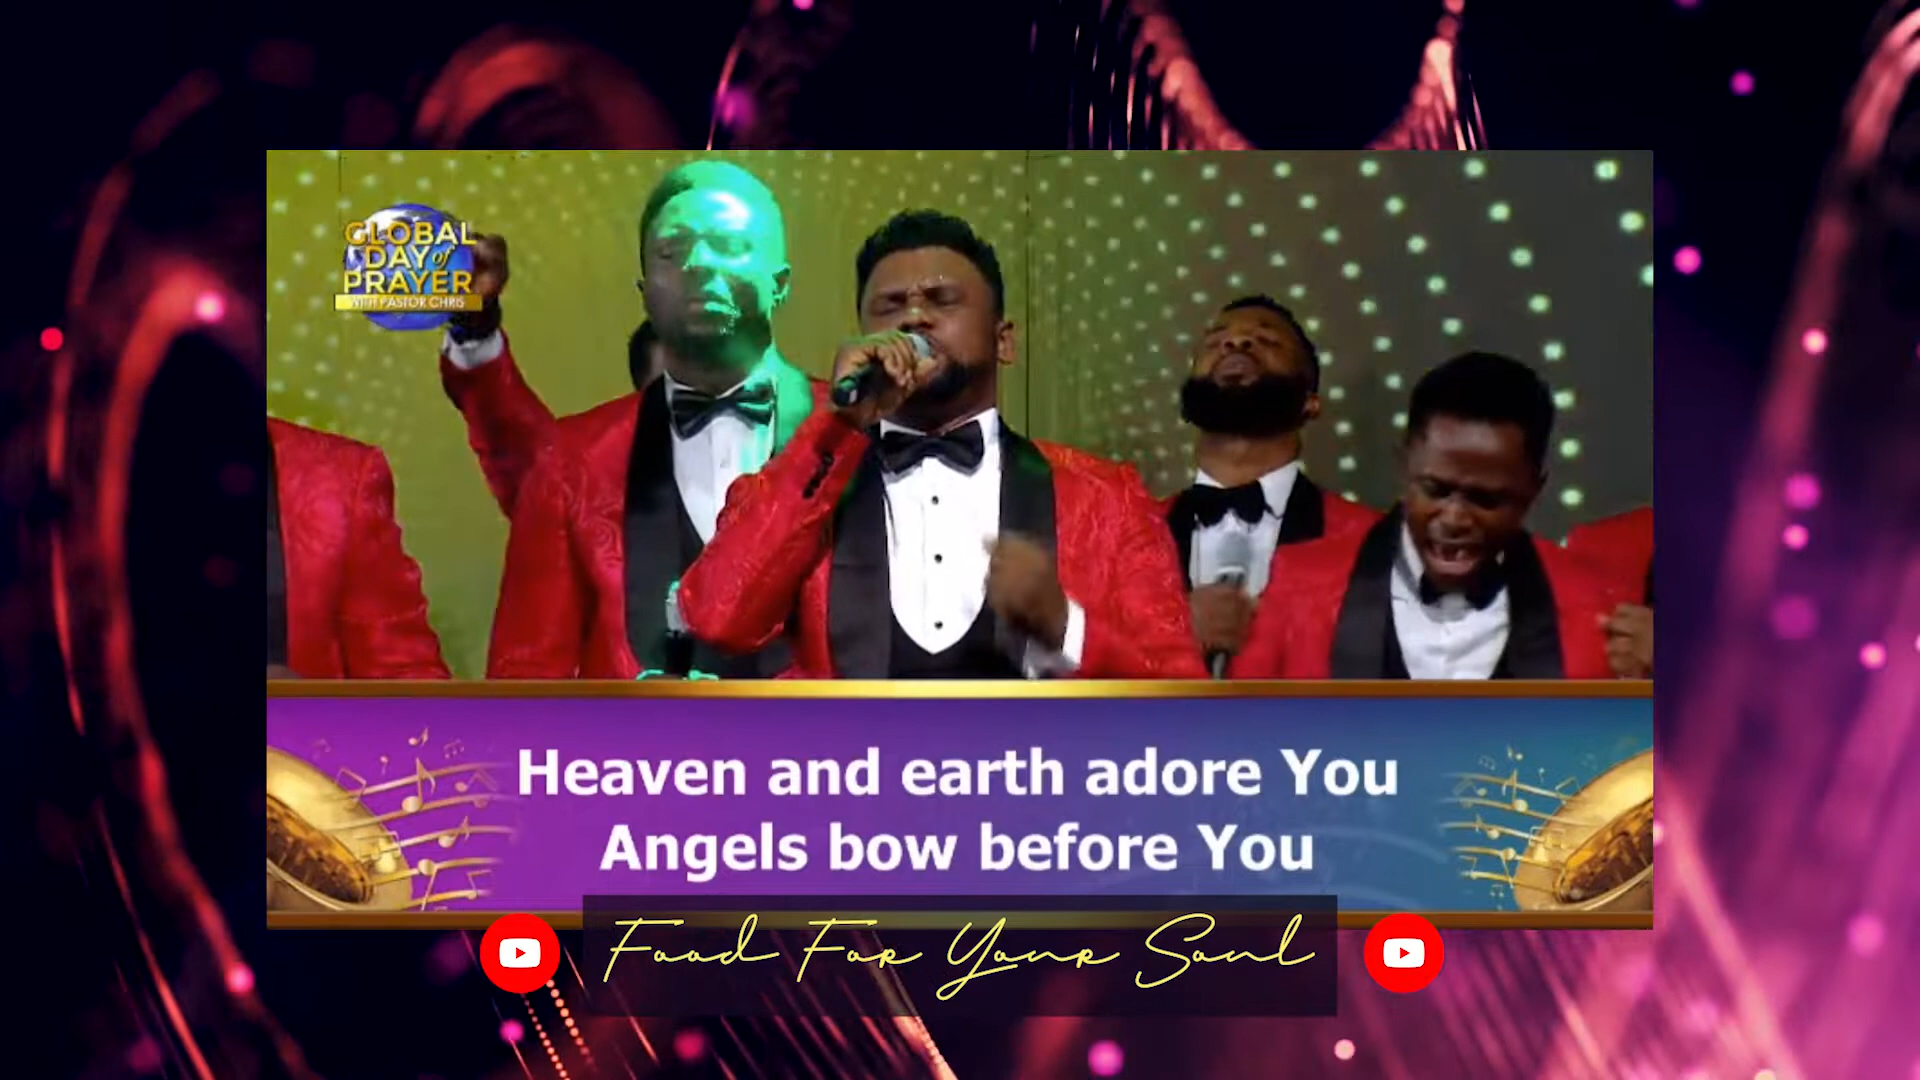 GLOBAL
DAY of
PRAYER
WITH PASTOR CHRIS
Heaven and earth adore You
Angels bow before You
Food For Your Soul